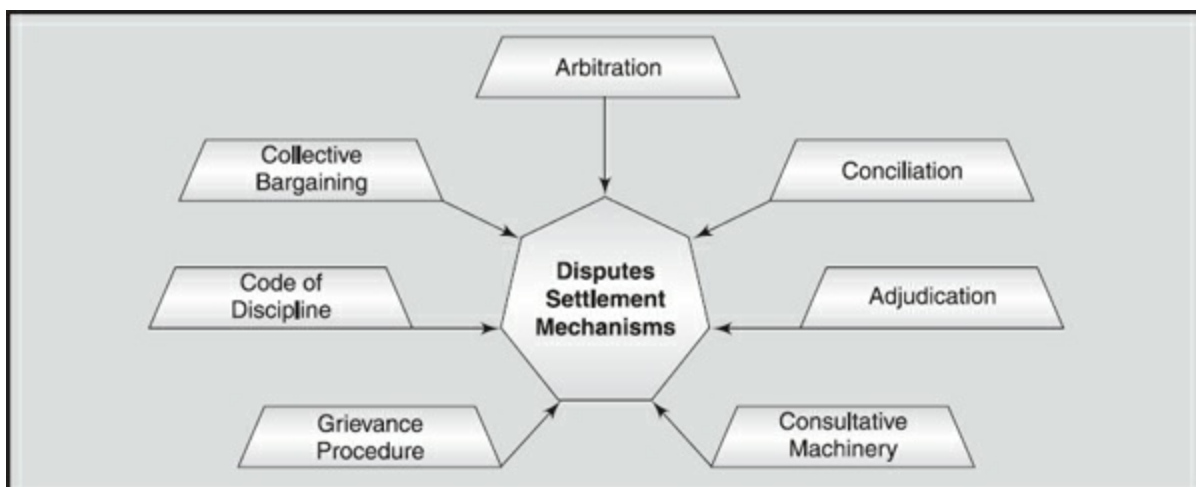 Arbitration
Collective
Bargaining
Conciliation
Code of
Discipline
Disputes
Settlement
Mechanisms
Adjudication
Grievance
Procedure
Consultative
Machinery